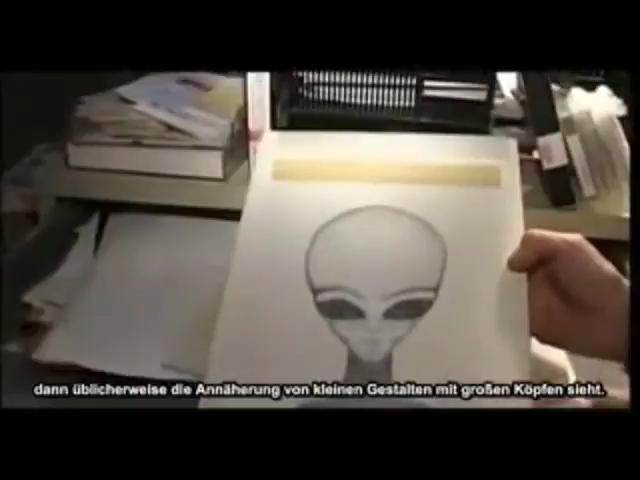 dann üblicherweise die Annäherung von kleinen Gestalten mit großen Köpfen sieht.